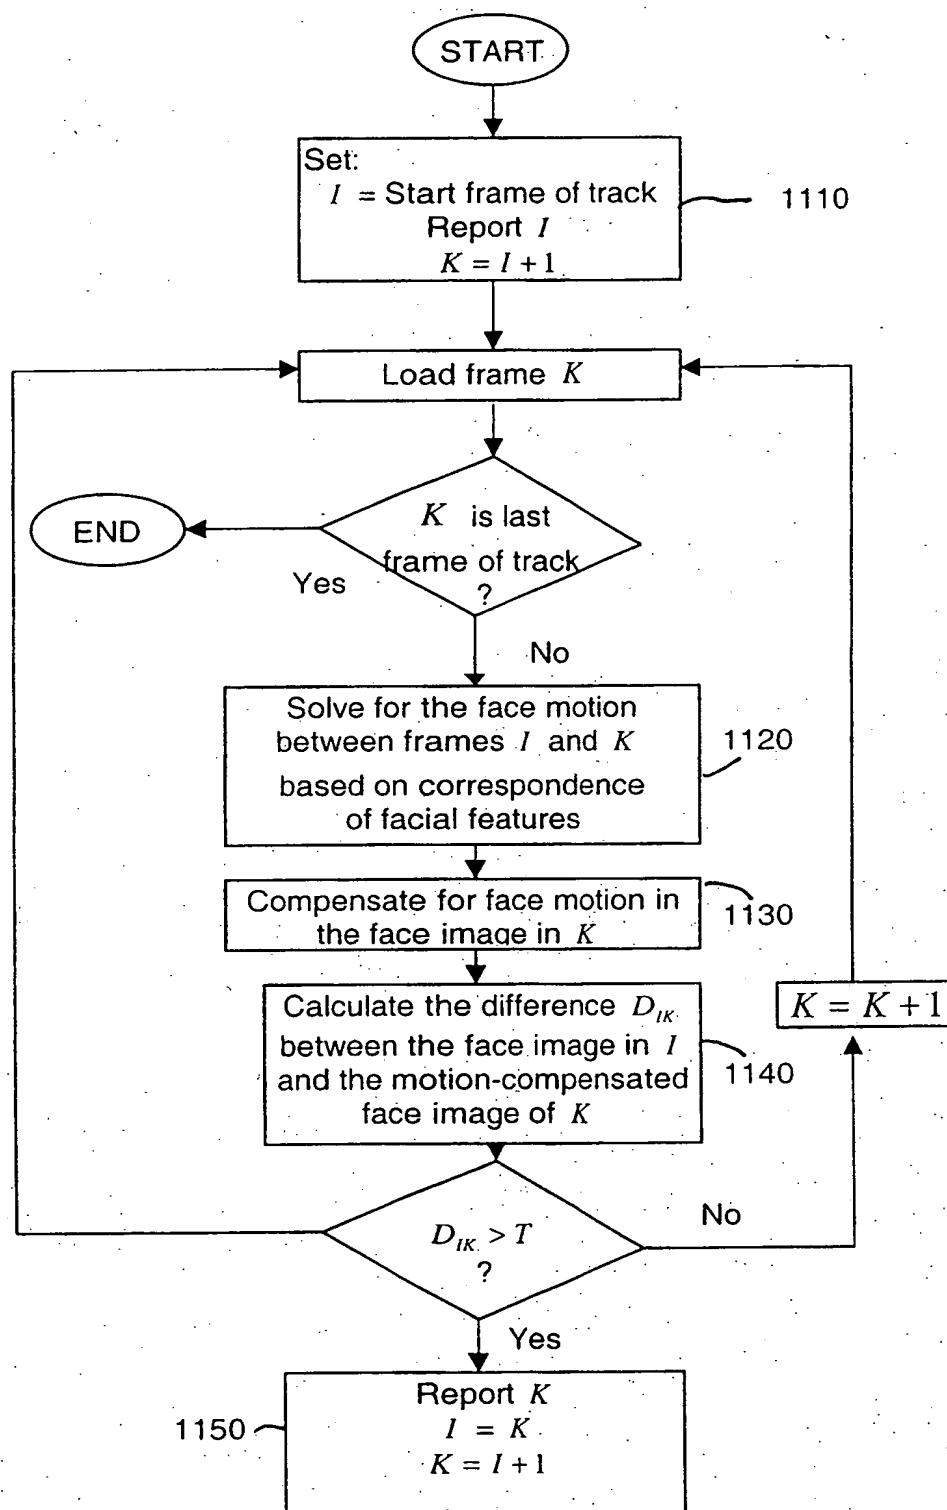 START
Set:
I = Start frame of track
Report I
K = I + 1
1110
Load frame K
K is last
frame of track
?
END
Yes
No
Solve for the face motion
between frames I and K
based on correspondence
of facial features
1120
Compensate for face motion in
the face image in K
1130
Calculate the difference D_IK
between the face image in I
and the motion-compensated
face image of K
1140
K = K + 1
D_IK > T
?
No
Yes
Report K
I = K
K = I + 1
1150